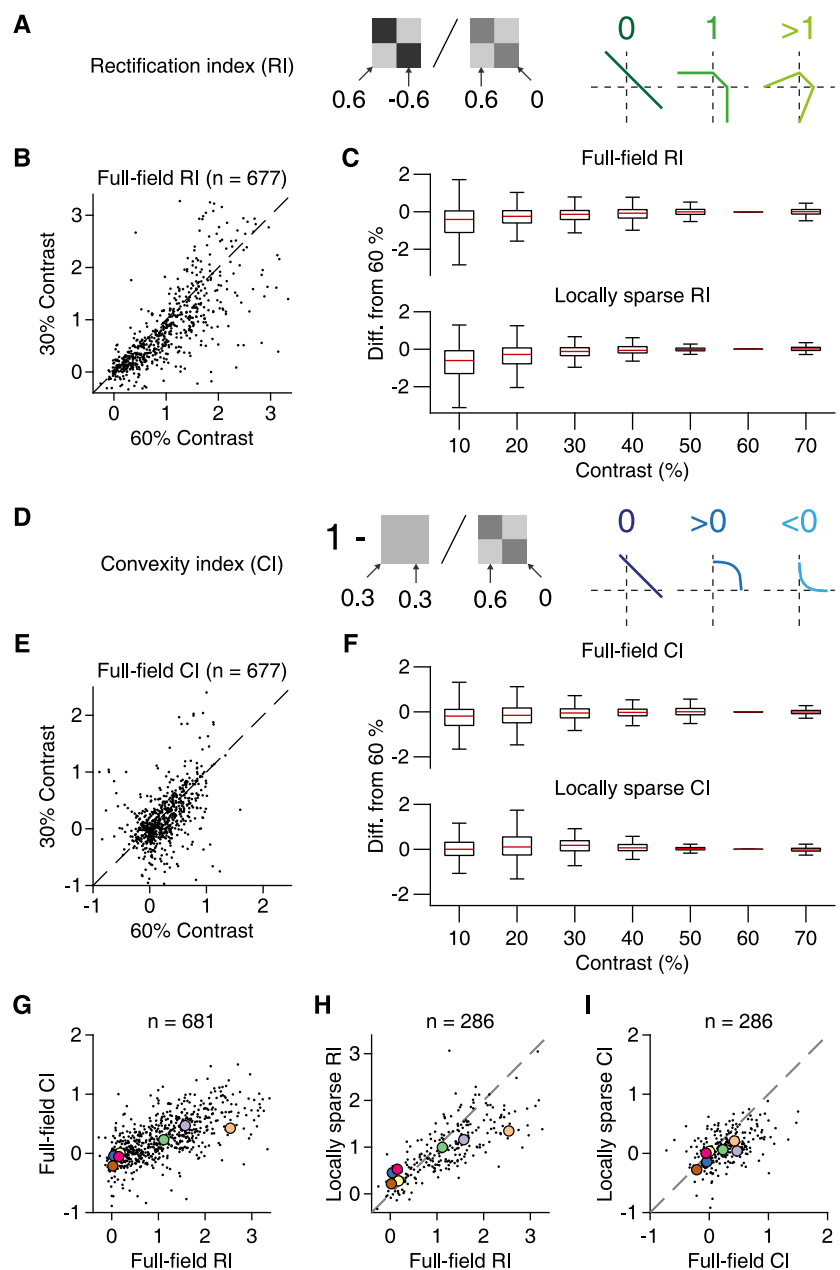 A
Rectification index (RI)
0.6 -0.6 0.6 0
0 1 >1
B
Full-field RI (n = 677)
3
2
1
0
30% Contrast
0 1 2 3
60% Contrast
C
Full-field RI
2
0
-2
Locally sparse RI
2
0
-2
Diff. from 60 %
10 20 30 40 50 60 70
Contrast (%)
D
Convexity index (CI)
1 -
0.3 0.3 0.6 0
0 >0 <0
E
Full-field CI (n = 677)
2
1
0
-1
30% Contrast
-1 0 1 2
60% Contrast
F
Full-field CI
2
0
-2
Locally sparse CI
2
0
-2
Diff. from 60 %
10 20 30 40 50 60 70
Contrast (%)
G
n = 681
2
1
0
-1
Full-field CI
0 1 2 3
Full-field RI
H
n = 286
3
2
1
0
Locally sparse RI
0 1 2 3
Full-field RI
I
n = 286
2
1
0
-1
Locally sparse CI
-1 0 1 2
Full-field CI